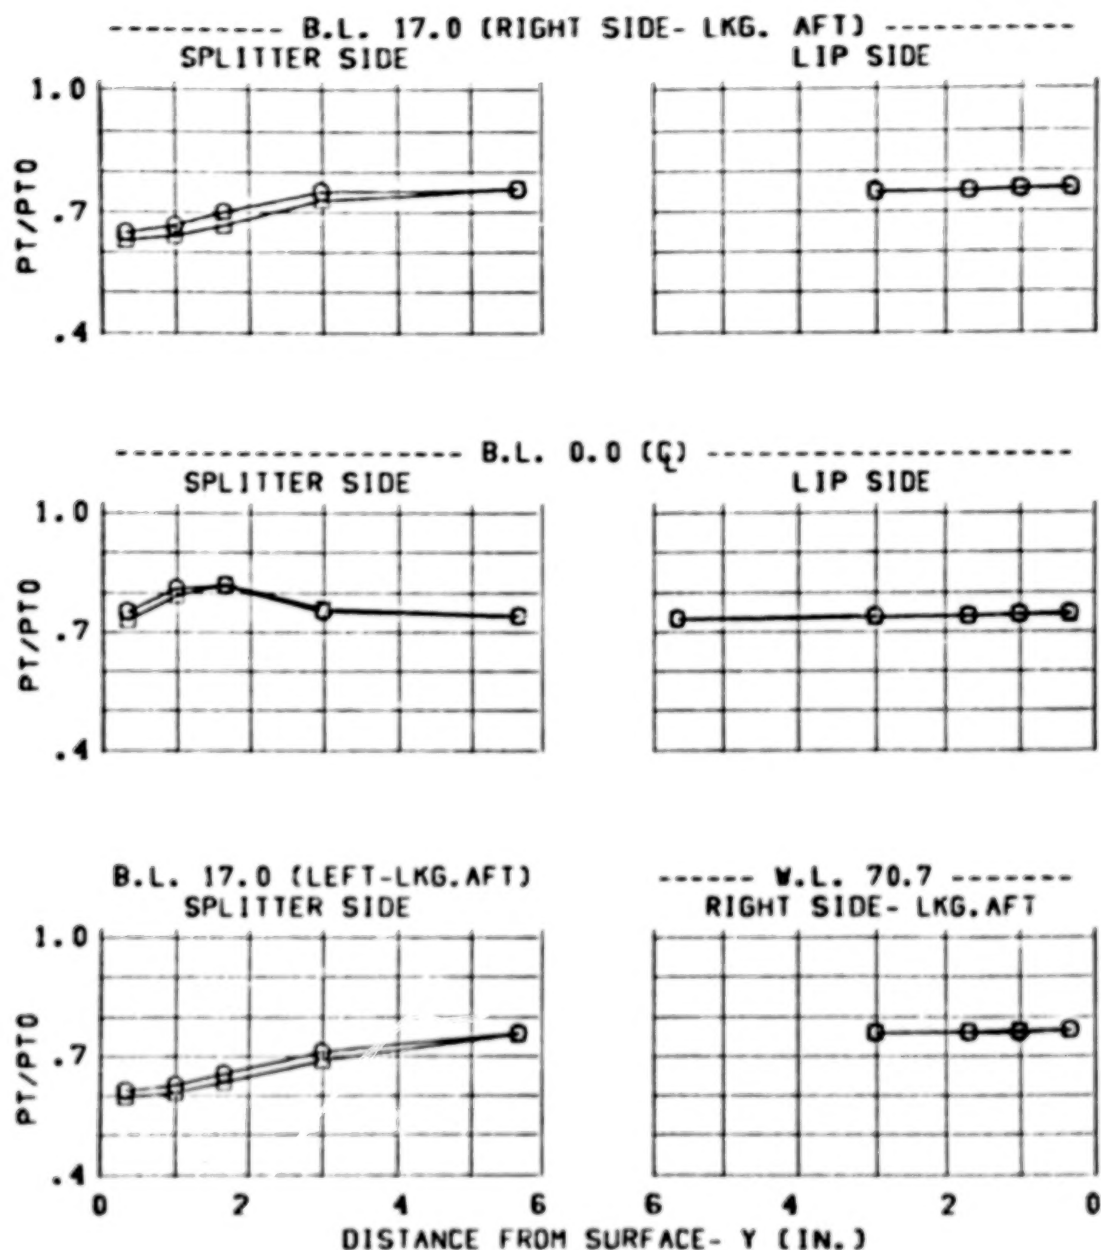 ---------- B.L. 17.0 (RIGHT SIDE- LKG. AFT) -----------
SPLITTER SIDE LIP SIDE
1.0
PT/PTO
.7
.4
-------------------- B.L. 0.0 (℄) ----------------------
SPLITTER SIDE LIP SIDE
1.0
PT/PTO
.7
.4
B.L. 17.0 (LEFT-LKG.AFT) ------ W.L. 70.7 -------
SPLITTER SIDE RIGHT SIDE- LKG.AFT
1.0
PT/PTO
.7
.4
0 2 4 6 6 4 2 0
DISTANCE FROM SURFACE- Y (IN.)